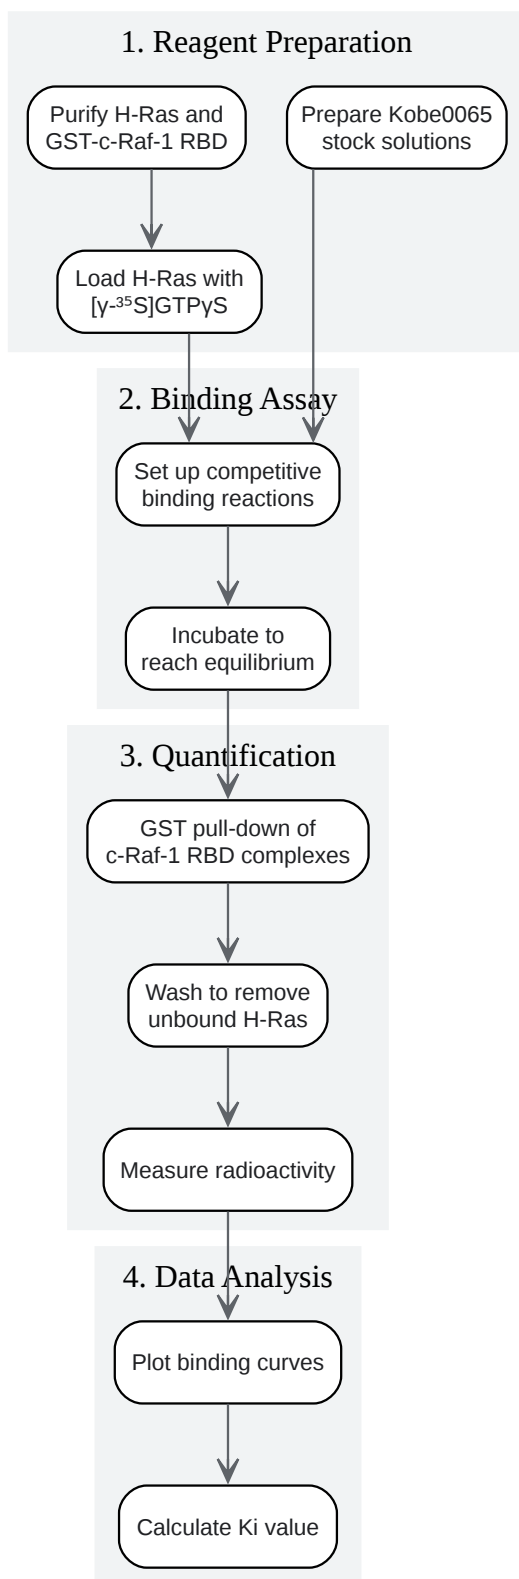 1. Reagent Preparation
Purify H-Ras and
GST-c-Raf-1 RBD
Prepare Kobe0065
stock solutions
Load H-Ras with
[γ-³⁵S]GTPγS
2. Binding Assay
Set up competitive
binding reactions
Incubate to
reach equilibrium
3. Quantification
GST pull-down of
c-Raf-1 RBD complexes
Wash to remove
unbound H-Ras
Measure radioactivity
4. Data Analysis
Plot binding curves
Calculate Ki value